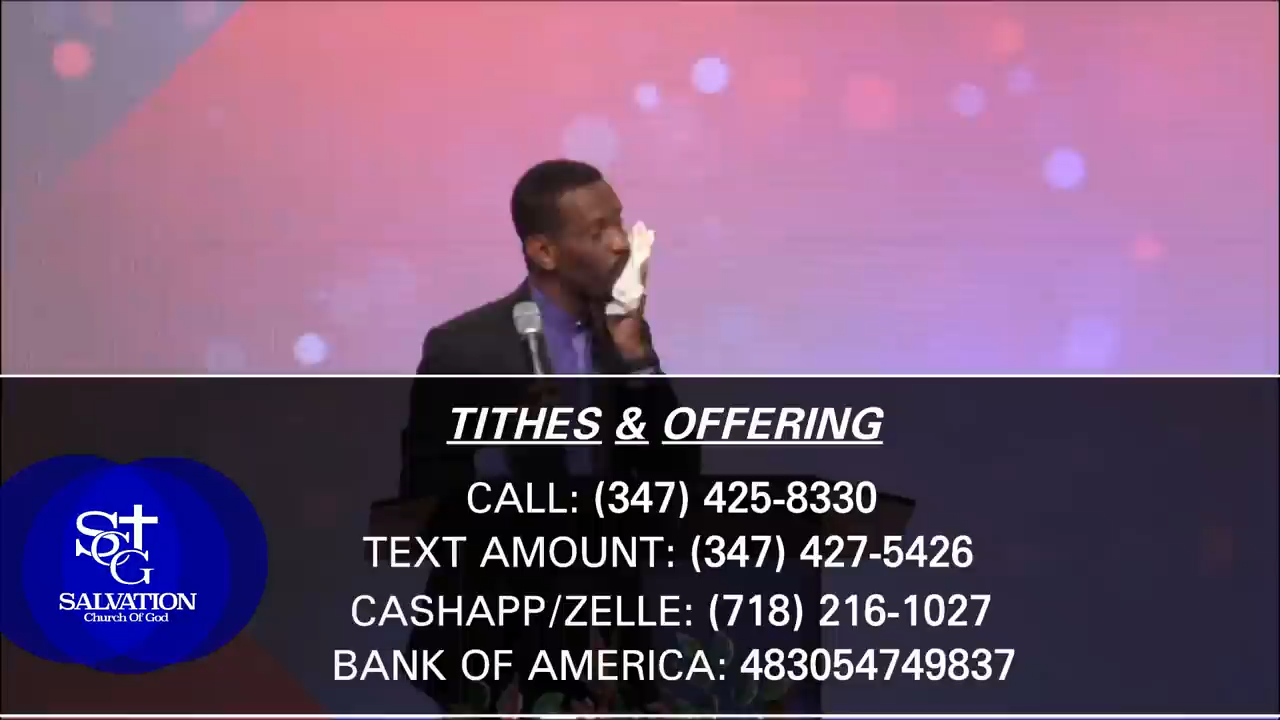 TITHES & OFFERING
CALL: (347) 425-8330
TEXT AMOUNT: (347) 427-5426
CASHAPP/ZELLE: (718) 216-1027
BANK OF AMERICA: 483054749837
SCOG
SALVATION
Church Of God